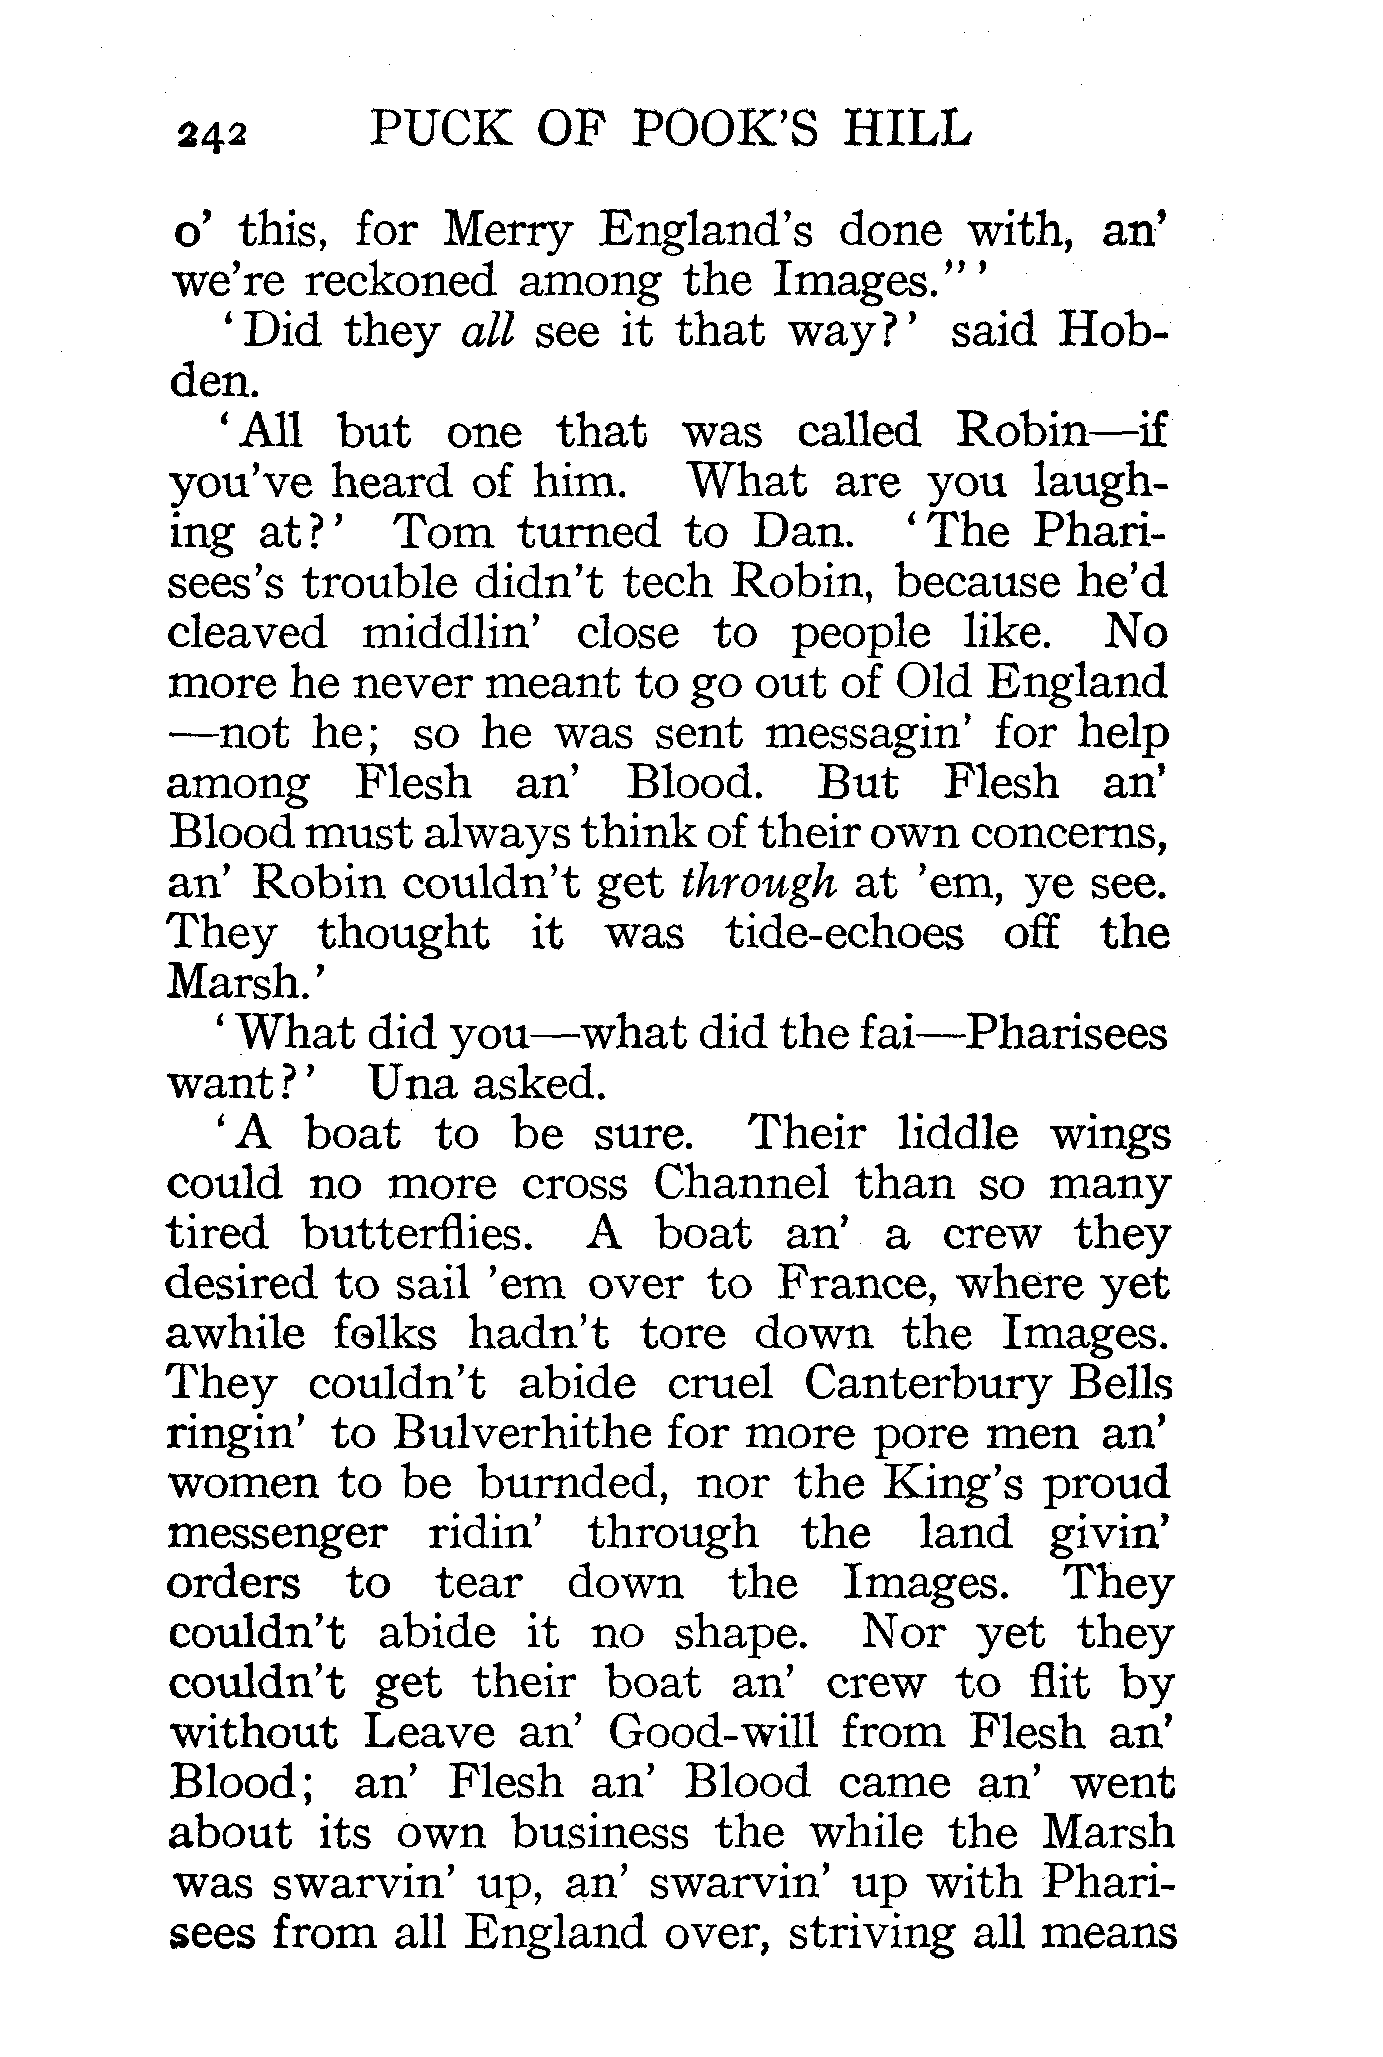 242 PUCK OF POOK'S HILL
o' this, for Merry England's done with, an'
we're reckoned among the Images."'
'Did they all see it that way?' said Hob-
den.
'All but one that was called Robin—if
you've heard of him. What are you laugh-
ing at?' Tom turned to Dan. 'The Phari-
sees's trouble didn't tech Robin, because he'd
cleaved middlin' close to people like. No
more he never meant to go out of Old England
—not he; so he was sent messagin' for help
among Flesh an' Blood. But Flesh an'
Blood must always think of their own concerns,
an' Robin couldn't get through at 'em, ye see.
They thought it was tide-echoes off the
Marsh.'
'What did you—what did the fai—Pharisees
want?' Una asked.
'A boat to be sure. Their liddle wings
could no more cross Channel than so many
tired butterflies. A boat an' a crew they
desired to sail 'em over to France, where yet
awhile folks hadn't tore down the Images.
They couldn't abide cruel Canterbury Bells
ringin' to Bulverhithe for more pore men an'
women to be burnded, nor the King's proud
messenger ridin' through the land givin'
orders to tear down the Images. They
couldn't abide it no shape. Nor yet they
couldn't get their boat an' crew to flit by
without Leave an' Good-will from Flesh an'
Blood; an' Flesh an' Blood came an' went
about its own business the while the Marsh
was swarvin' up, an' swarvin' up with Phari-
sees from all England over, striving all means